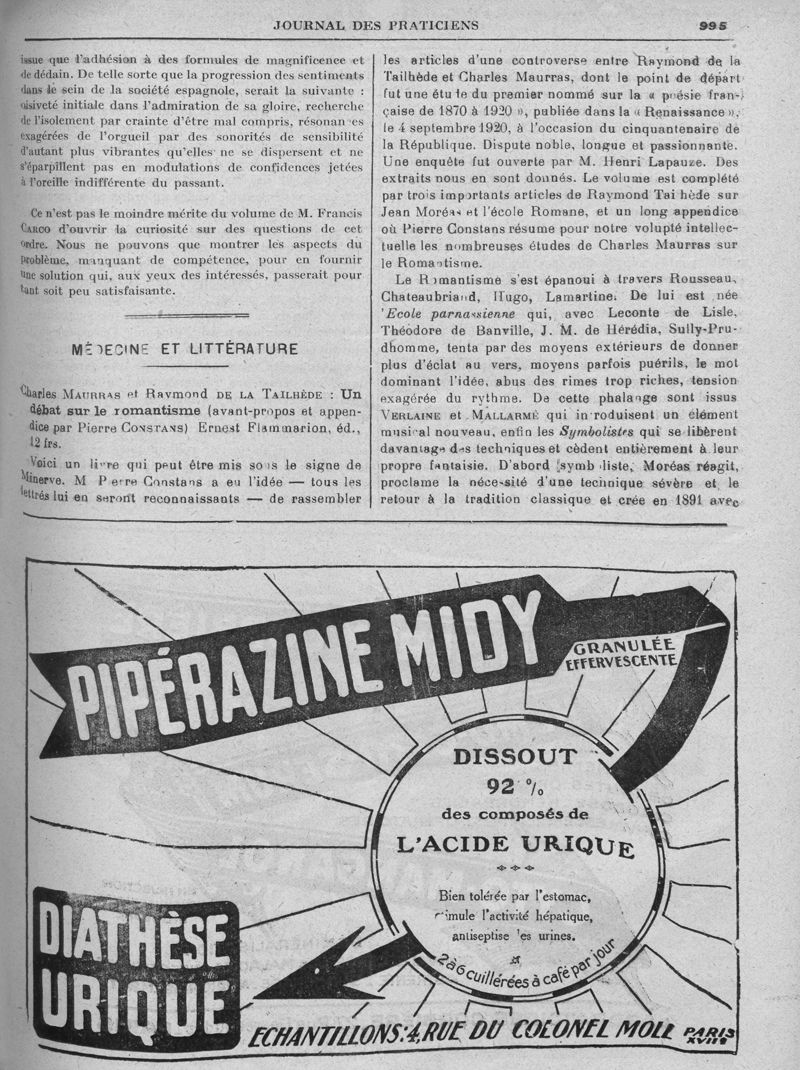 JOURNAL DES PRATICIENS 995
issue que l'adhésion à des formules de magnificence et
de dédain. De telle sorte que la progression des sentiments
dans le sein de la société espagnole, serait la suivante :
oisiveté initiale dans l'admiration de sa gloire, recherche
de l'isolement par crainte d'être mal compris, résonan es
exagérées de l'orgueil par des sonorités de sensibilité
d'autant plus vibrantes qu'elles ne se dispersent et ne
s'éparpillent pas en modulations de confidences jetées
à l'oreille indifférente du passant.
Ce n'est pas le moindre mérite du volume de M. Francis
CARCO d'ouvrir la curiosité sur des questions de cet
ordre. Nous ne pouvons que montrer les aspects du
problème, manquant de compétence, pour en fournir
une solution qui, aux yeux des intéressés, passerait pour
tant soit peu satisfaisante.
MÉDECINE ET LITTÉRATURE
Charles MAURRAS et Raymond DE LA TAILHÈDE : Un
débat sur le romantisme (avant-propos et appen-
dice par Pierre CONSTANS) Ernest Flammarion, éd.,
12 frs.
Voici un livre qui peut être mis sous le signe de
Minerve. M Pierre Constans a eu l'idée — tous les
lettrés lui en seront reconnaissants — de rassembler
les articles d'une controverse entre Raymond de la
Tailhède et Charles Maurras, dont le point de départ
fut une étude du premier nommé sur la « poésie fran-
çaise de 1870 à 1920 », publiée dans la « Renaissance »,
le 4 septembre 1920, à l'occasion du cinquantenaire de
la République. Dispute noble, longue et passionnante.
Une enquête fut ouverte par M. Henri Lapauze. Des
extraits nous en sont donnés. Le volume est complété
par trois importants articles de Raymond Tai hède sur
Jean Moréas et l'école Romane, et un long appendice
où Pierre Constans résume pour notre volupté intellec-
tuelle les nombreuses études de Charles Maurras sur
le Romantisme.
Le Romantisme s'est épanoui à travers Rousseau,
Chateaubriand, Hugo, Lamartine. De lui est née
'Ecole parnassienne qui, avec Leconte de Lisle,
Théodore de Banville, J. M. de Hérédia, Sully-Pru-
dhomme, tenta par des moyens extérieurs de donner
plus d'éclat au vers, moyens parfois puérils, le mot
dominant l'idée, abus des rimes trop riches, tension
exagérée du rythme. De cette phalange sont issus
VERLAINE et MALLARMÉ qui introduisent un élément
musical nouveau, enfin les Symbolistes qui se libèrent
davantage des techniques et cèdent entièrement à leur
propre fantaisie. D'abord symboliste, Moréas réagit,
proclame la nécessité d'une technique sévère et le
retour à la tradition classique et crée en 1891 avec
PIPÉRAZINE MIDY
GRANULÉE
EFFERVESCENTE
DISSOUT
92 %
des composés de
L'ACIDE URIQUE
Bien tolérée par l'estomac,
stimule l'activité hépatique,
antiseptise les urines.
2 à 6 cuillérées à café par jour
DIATHÈSE
URIQUE
ECHANTILLONS: 4, RUE DU COLONEL MOLL PARIS
XVIIe